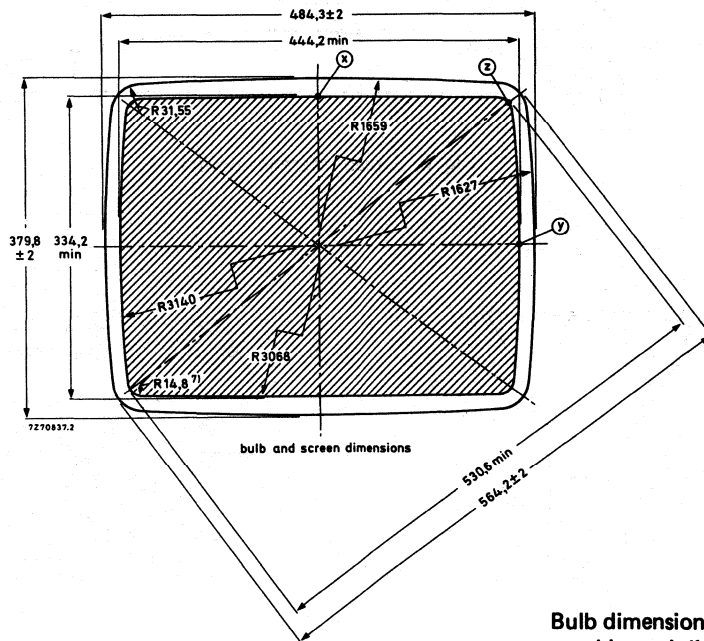 484,3±2
444,2 min
x
z
R31,55
R1659
R1627
379,8
±2
334,2
min
y
R3140
R3068
R14,8 7)
7Z70837.2
bulb and screen dimensions
530,6 min
564,2±2
Bulb dimension